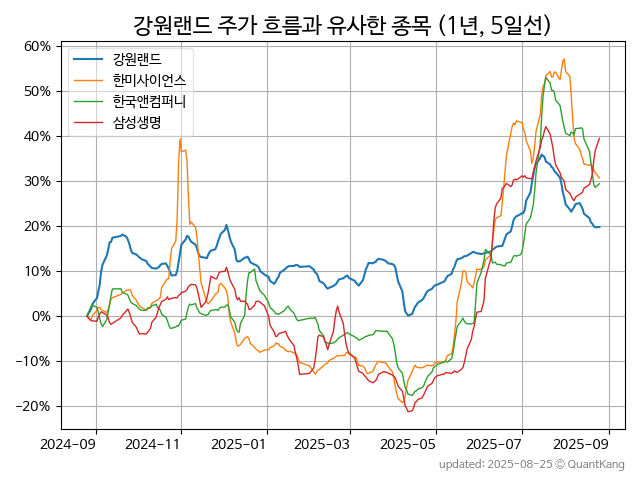 강원랜드 주가 흐름과 유사한 종목 (1년, 5일선)
강원랜드
한미사이언스
한국앤컴퍼니
삼성생명
60%
50%
40%
30%
20%
10%
0%
−10%
−20%
2024-09 2024-11 2025-01 2025-03 2025-05 2025-07 2025-09
updated: 2025-08-25 © QuantKang